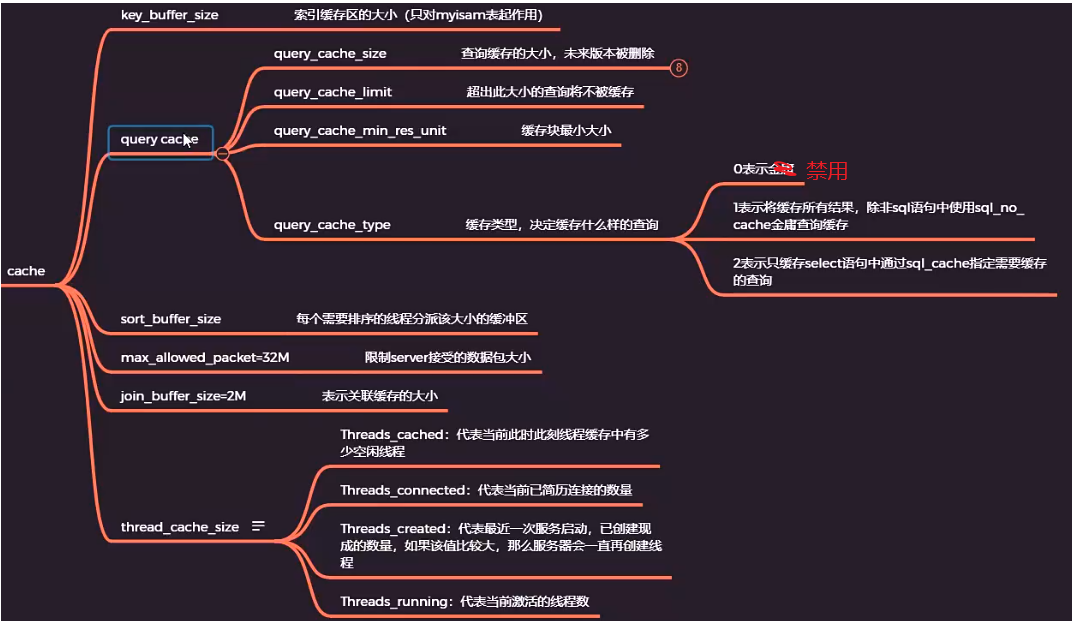 key_buffer_size 索引缓存区的大小（只对myisam表起作用）
query_cache_size 查询缓存的大小，未来版本被删除
8
query_cache_limit 超出此大小的查询将不被缓存
query cache
query_cache_min_res_unit 缓存块最小大小
0表示 禁用
1表示将缓存所有结果，除非sql语句中使用sql_no_
cache金庸查询缓存
query_cache_type 缓存类型，决定缓存什么样的查询
2表示只缓存select语句中通过sql_cache指定需要缓存
的查询
cache
sort_buffer_size 每个需要排序的线程分派该大小的缓冲区
max_allowed_packet=32M 限制server接受的数据包大小
join_buffer_size=2M 表示关联缓存的大小
Threads_cached：代表当前此时此刻线程缓存中有多
少空闲线程
Threads_connected：代表当前已简历连接的数量
thread_cache_size
Threads_created：代表最近一次服务启动，已创建现
成的数量，如果该值比较大，那么服务器会一直再创建线
程
Threads_running：代表当前激活的线程数